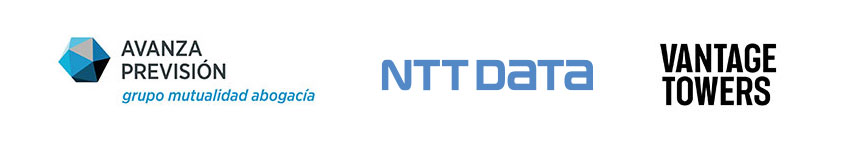 AVANZA
PREVISIÓN
grupo mutualidad abogacía
NTT DATA
VANTAGE
TOWERS